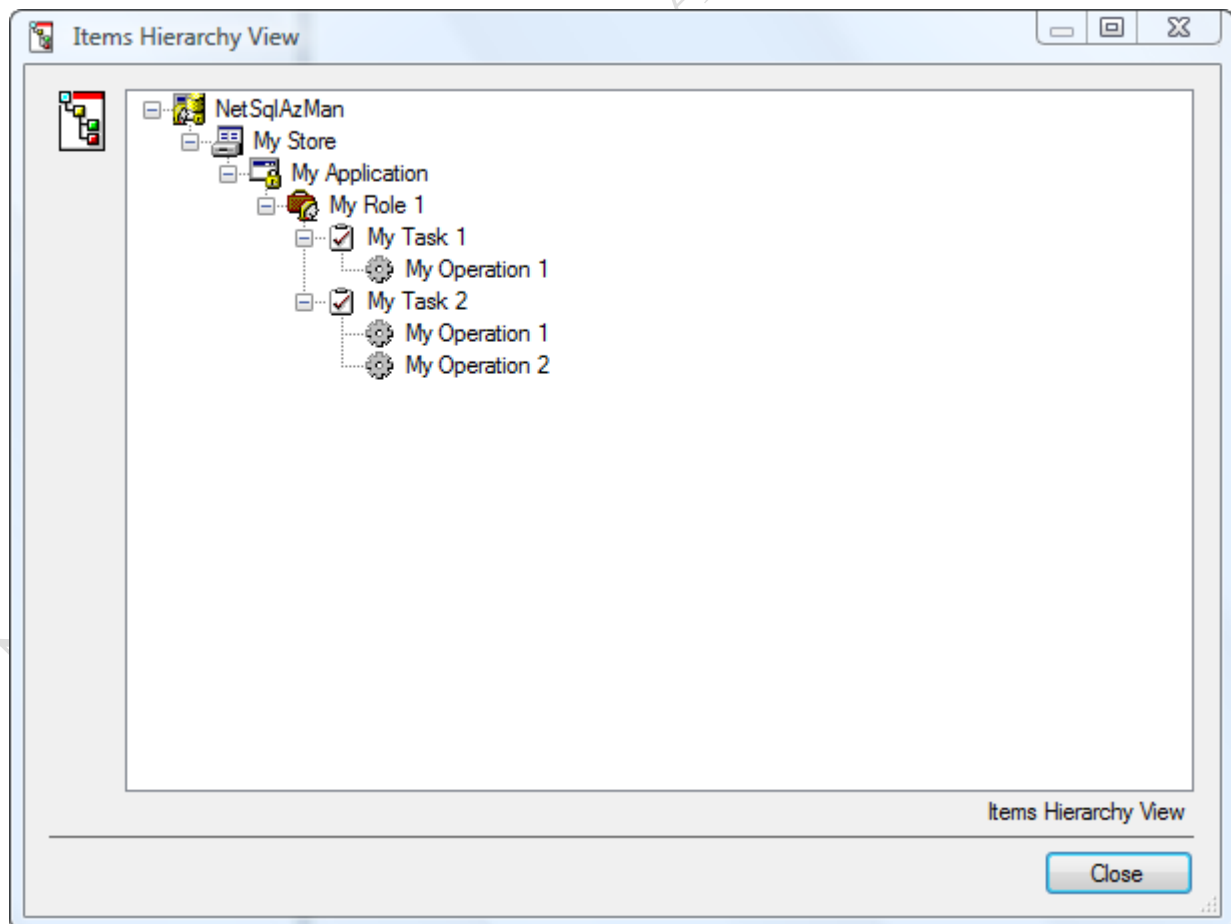 Items Hierarchy View
NetSqlAzMan
My Store
My Application
My Role 1
My Task 1
My Operation 1
My Task 2
My Operation 1
My Operation 2
Items Hierarchy View
Close